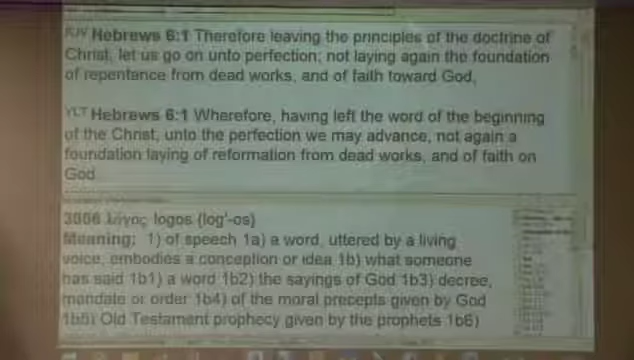 KJV Hebrews 6:1 Therefore leaving the principles of the doctrine of
Christ, let us go on unto perfection; not laying again the foundation
of repentance from dead works, and of faith toward God,
YLT Hebrews 6:1 Wherefore, having left the word of the beginning
of the Christ, unto the perfection we may advance, not again a
foundation laying of reformation from dead works, and of faith on
God
3056 λόγος logos {log'-os}
Meaning: 1) of speech 1a) a word, uttered by a living
voice, embodies a conception or idea 1b) what someone
has said 1b1) a word 1b2) the sayings of God 1b3) decree,
mandate or order 1b4) of the moral precepts given by God
1b5) Old Testament prophecy given by the prophets 1b6)